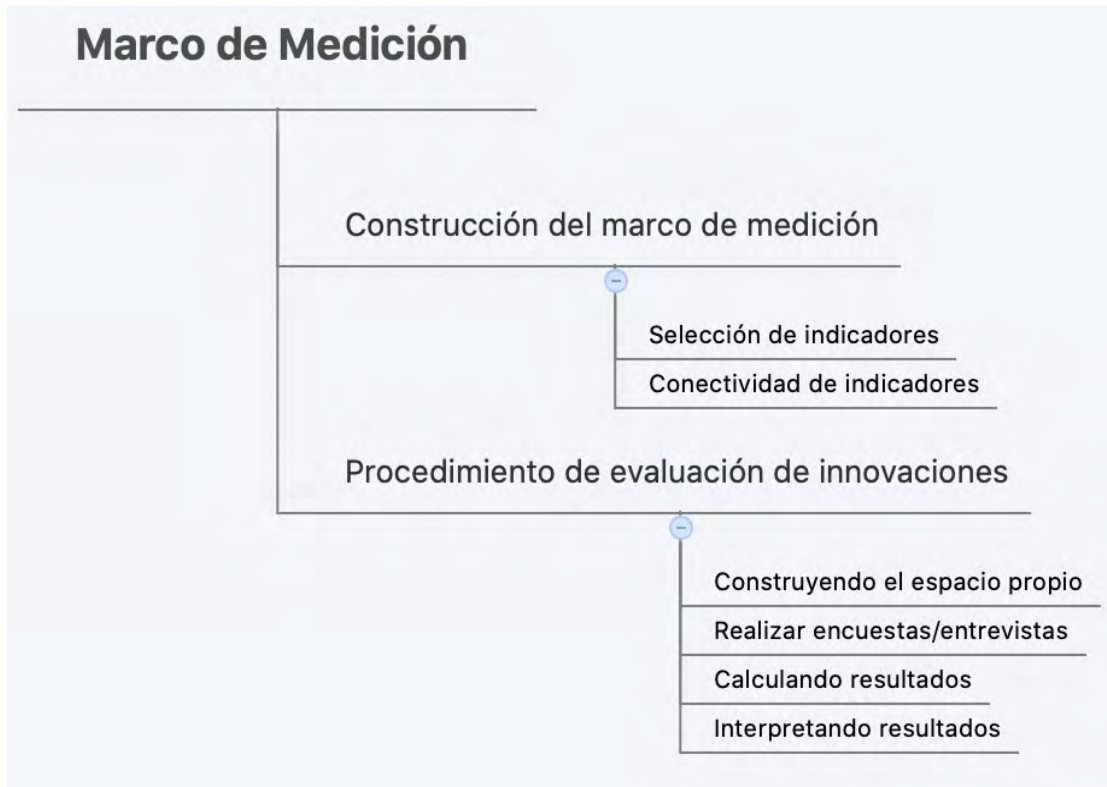 Marco de Medición
Construcción del marco de medición
Selección de indicadores
Conectividad de indicadores
Procedimiento de evaluación de innovaciones
Construyendo el espacio propio
Realizar encuestas/entrevistas
Calculando resultados
Interpretando resultados